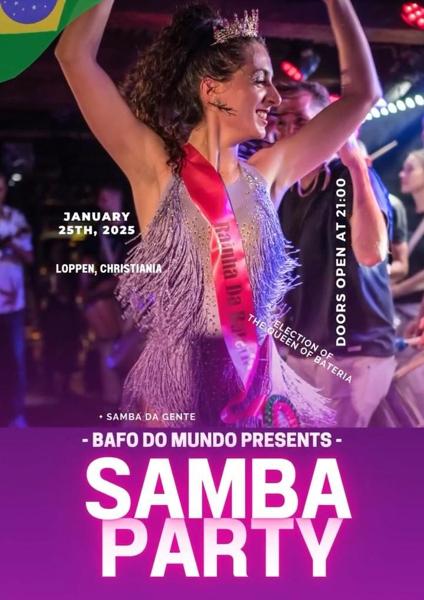 JANUARY
25TH, 2025
LOPPEN, CHRISTIANIA
DOORS OPEN AT 21:00
ELECTION OF
THE QUEEN OF BATERIA
+ SAMBA DA GENTE
- BAFO DO MUNDO PRESENTS -
SAMBA
PARTY